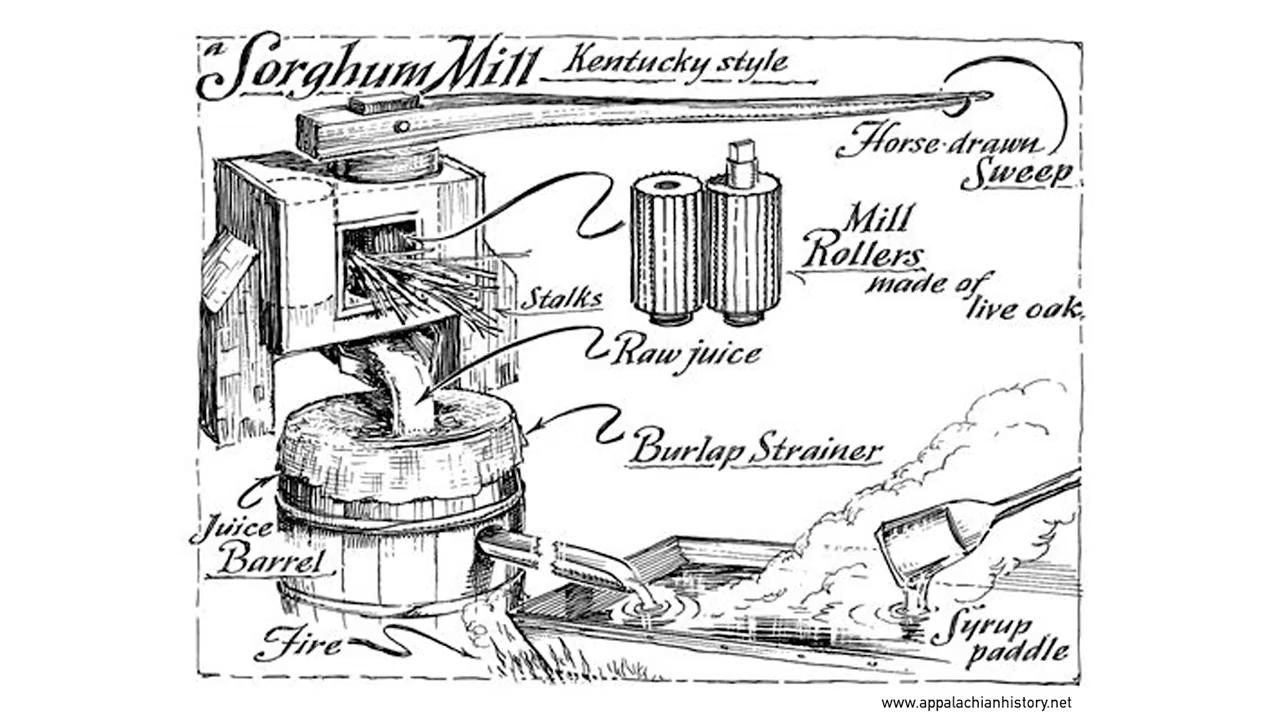 a Sorghum Mill Kentucky style
Horse-drawn
Sweep
Mill
Rollers
made of
live oak.
Stalks
Raw juice
Burlap Strainer
Juice
Barrel
Fire
Syrup
paddle
www.appalachianhistory.net